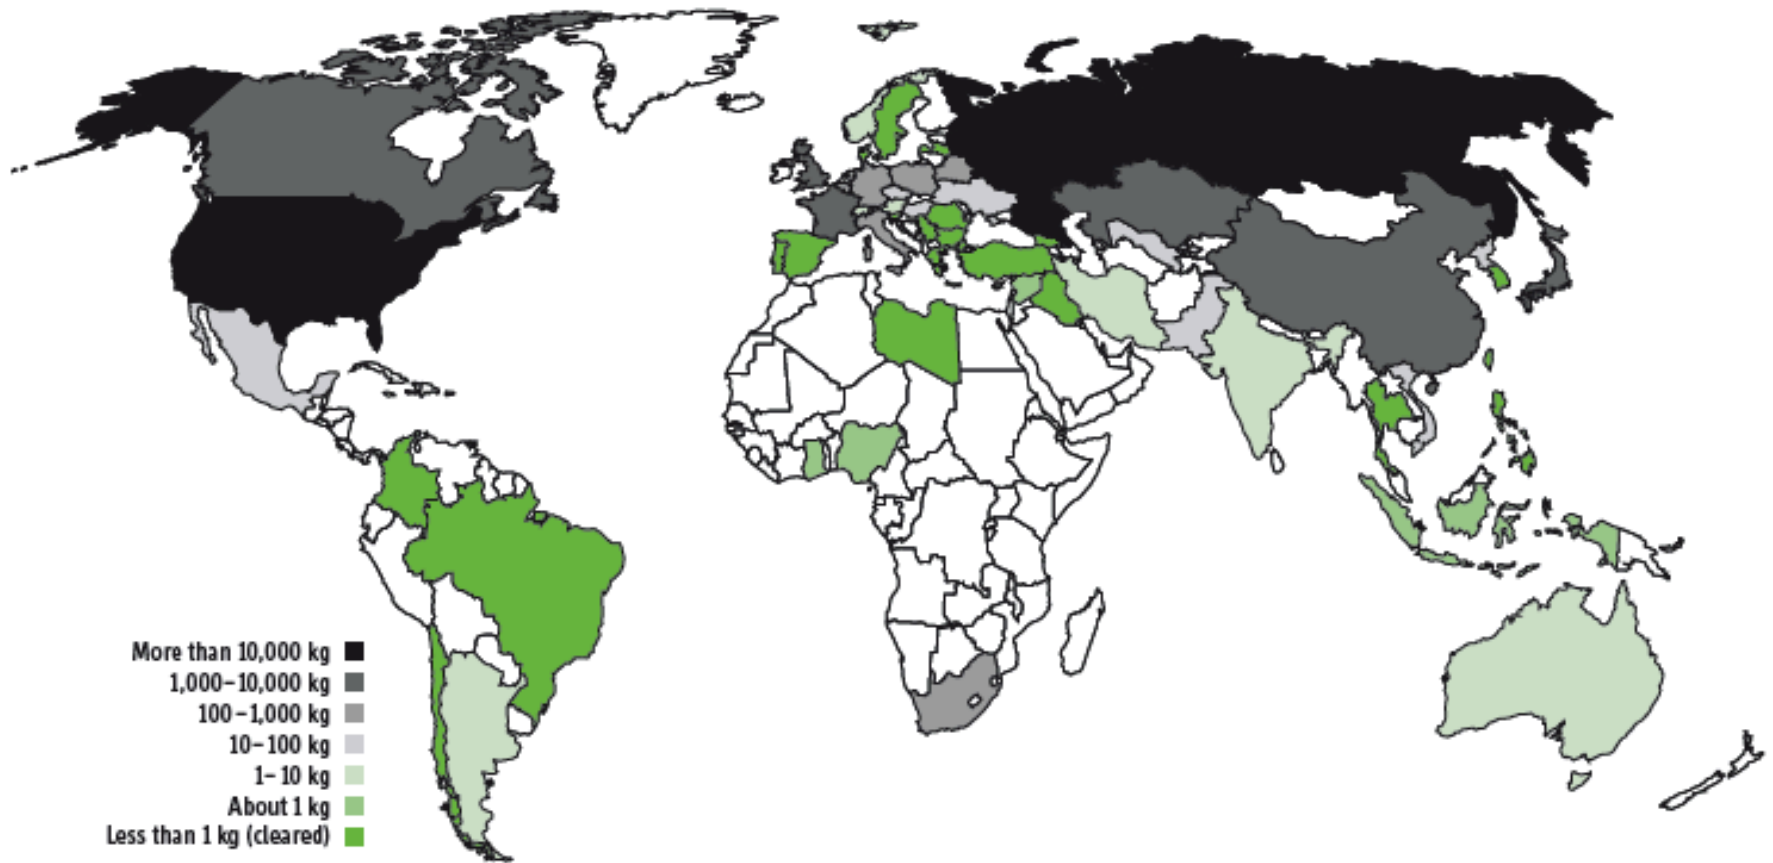 More than 10,000 kg
1,000–10,000 kg
100–1,000 kg
10–100 kg
1–10 kg
About 1 kg
Less than 1 kg (cleared)